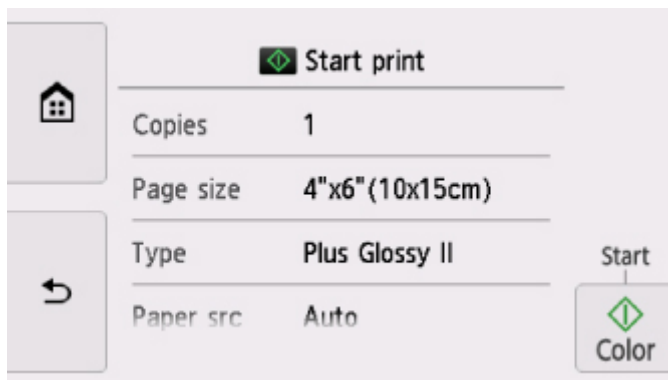 Start print
Copies 1
Page size 4"x6"(10x15cm)
Type Plus Glossy II
Paper src Auto
Start
Color